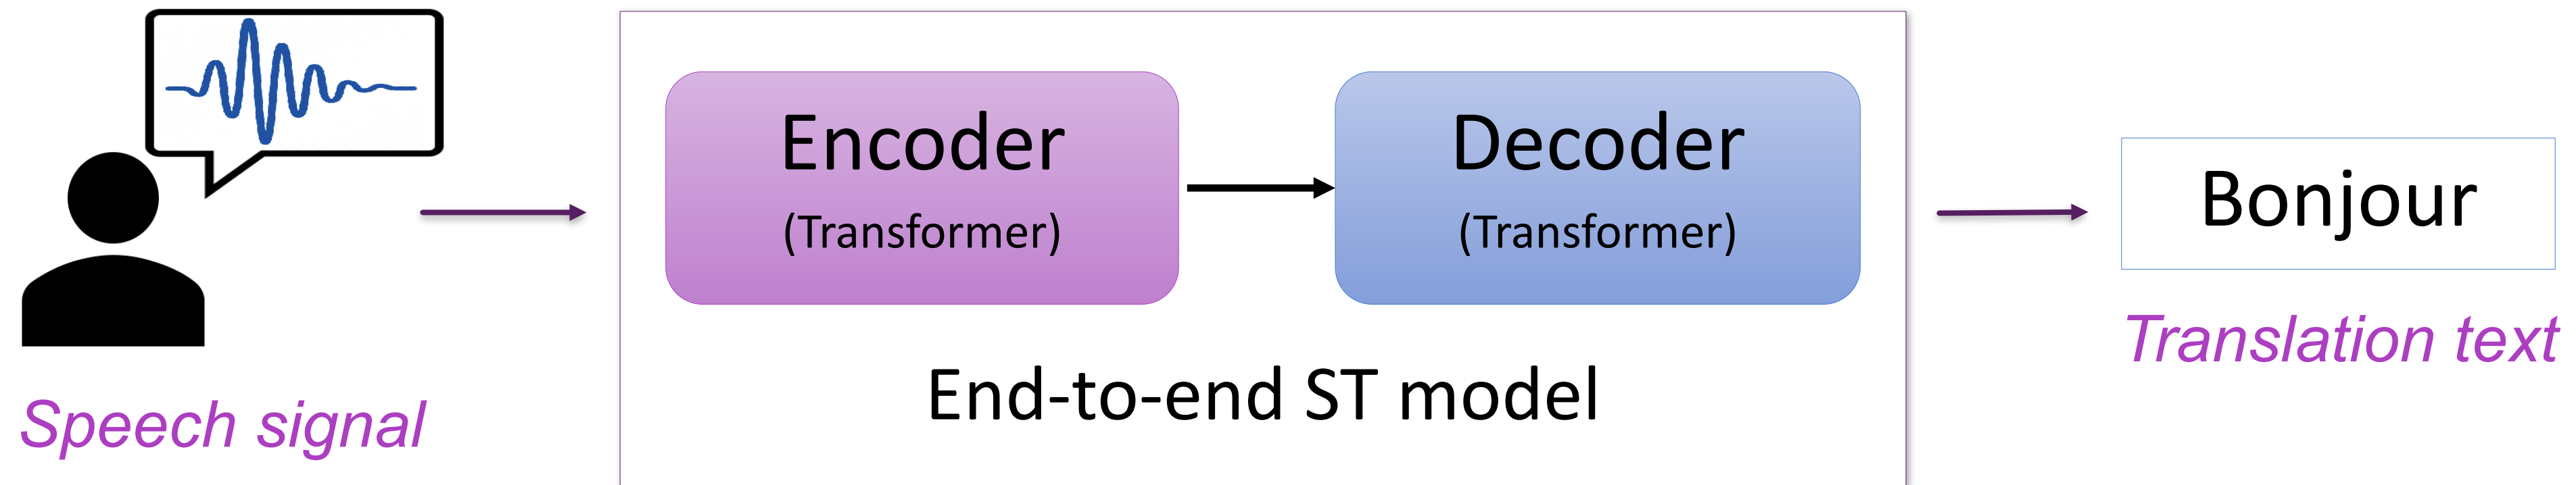 Speech signal
Encoder
(Transformer)
Decoder
(Transformer)
End-to-end ST model
Bonjour
Translation text